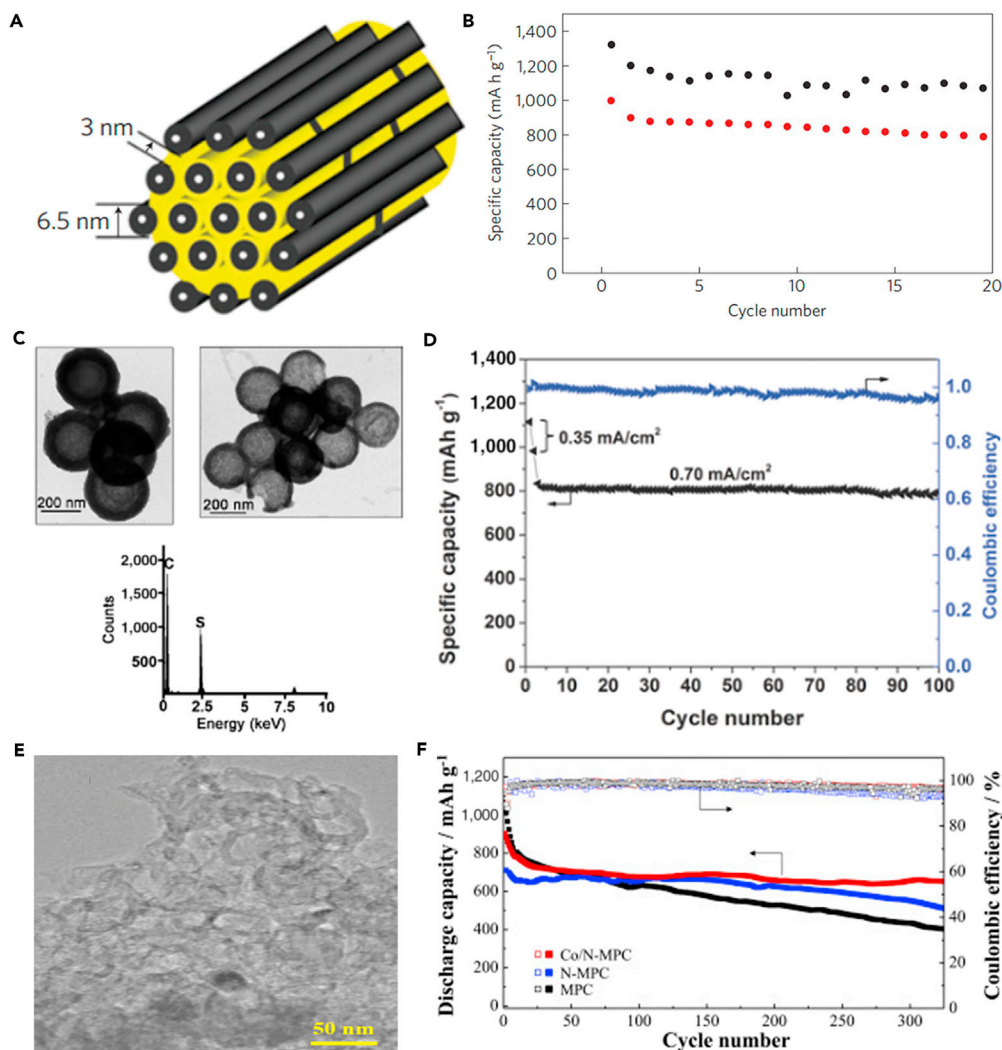 A
3 nm
6.5 nm
B
Specific capacity (mA h g⁻¹)
1,400
1,200
1,000
800
600
400
200
0
0 5 10 15 20
Cycle number
C
200 nm
200 nm
Counts
2,000
1,500
1,000
500
C
S
0 2.5 5 7.5 10
Energy (keV)
D
Specific capacity (mAh g⁻¹)
1,400
1,200
1,000
800
600
400
200
0
0.35 mA/cm²
0.70 mA/cm²
1.0
0.8
0.6
0.4
0.2
0.0
Coulombic efficiency
0 10 20 30 40 50 60 70 80 90 100
Cycle number
E
50 nm
F
Discharge capacity / mAh g⁻¹
1,200
1,000
800
600
400
200
0
Co/N-MPC
N-MPC
MPC
100
80
60
40
20
0
Coulombic efficiency / %
0 50 100 150 200 250 300
Cycle number